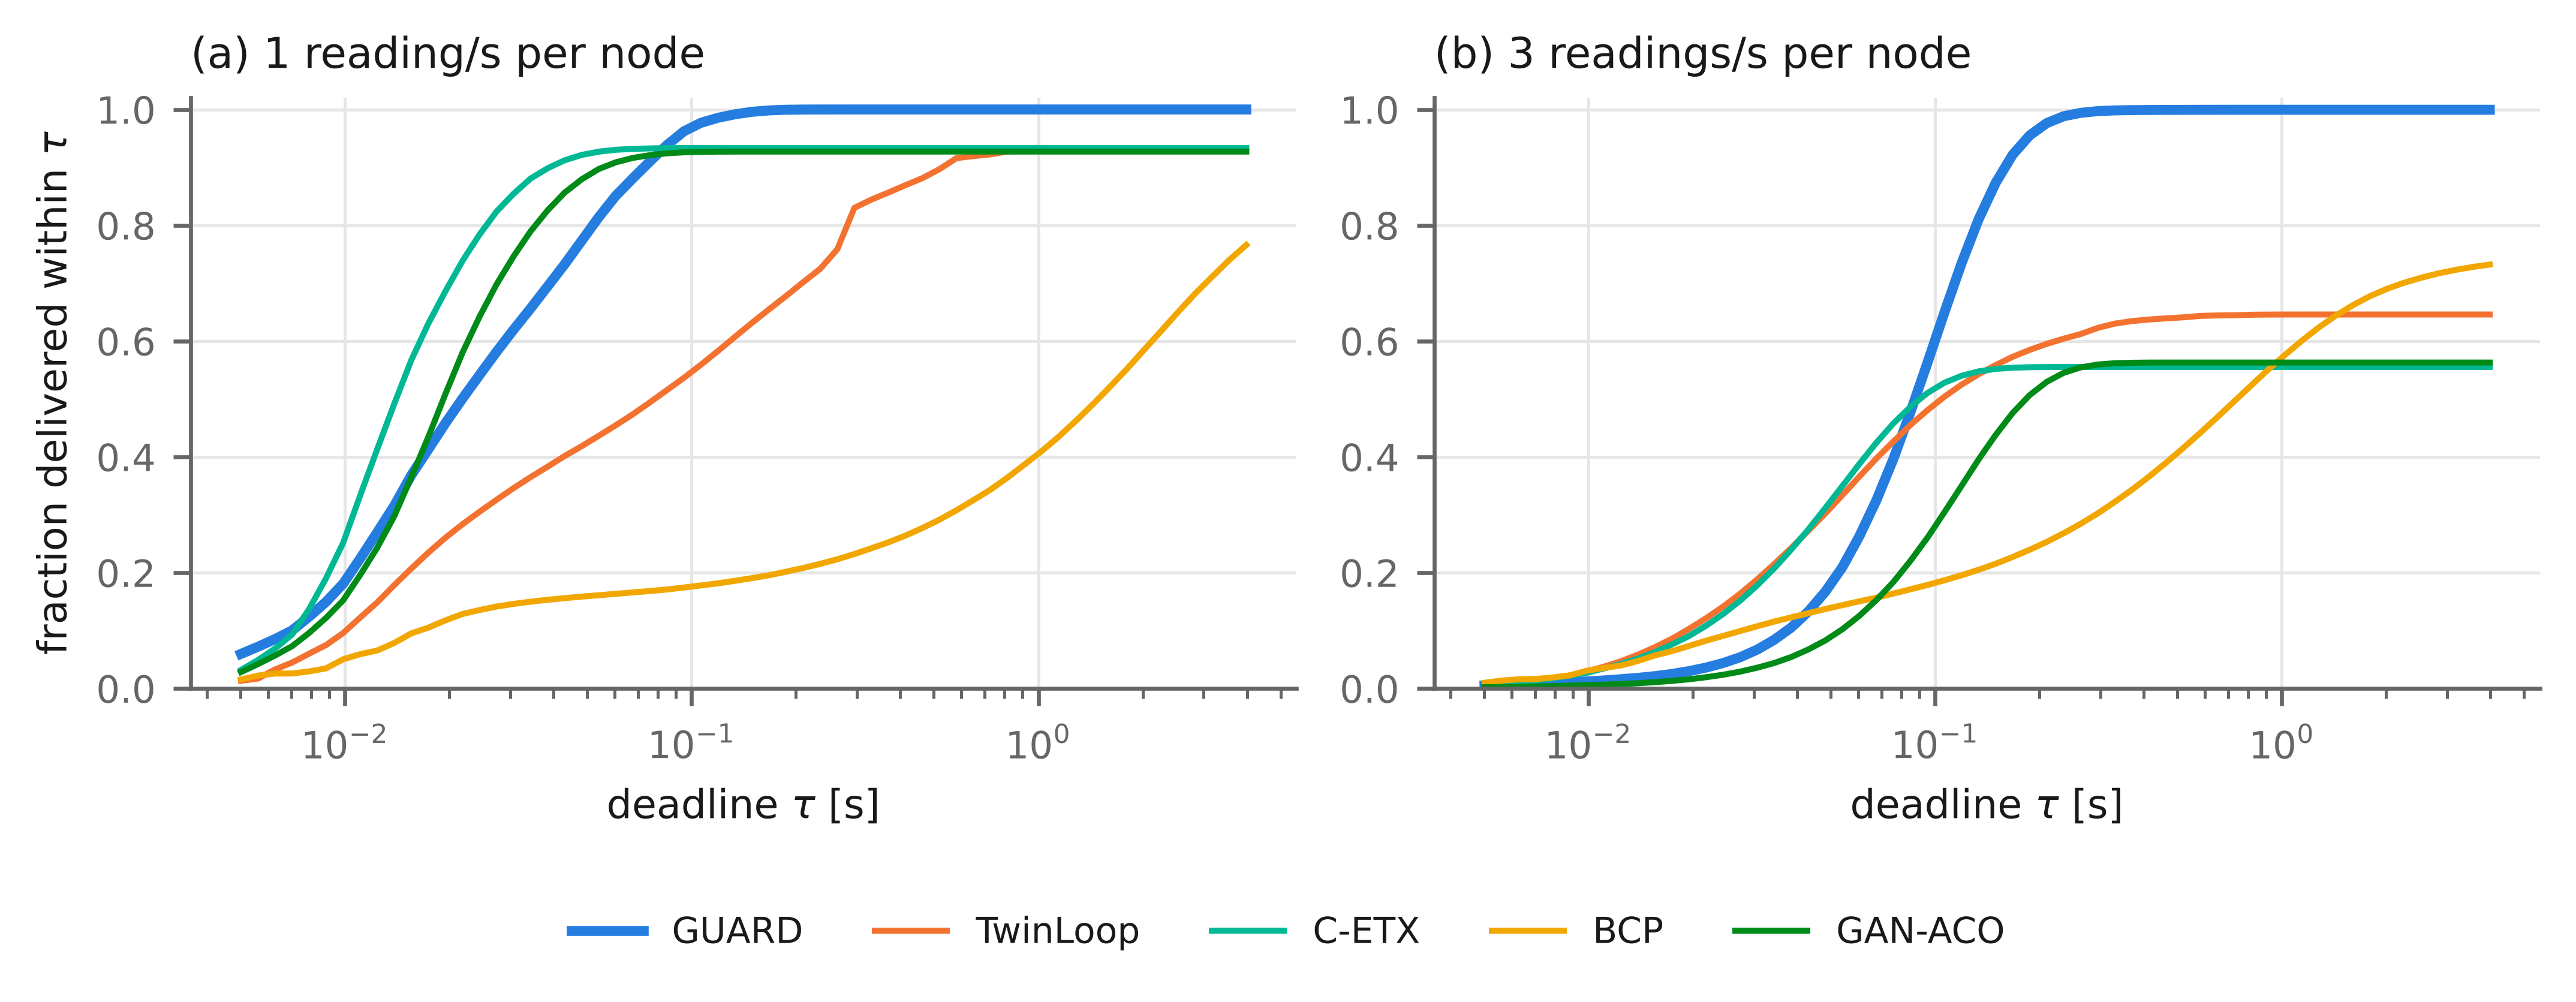 (a) 1 reading/s per node
fraction delivered within τ
1.0
0.8
0.6
0.4
0.2
0.0
10⁻² 10⁻¹ 10⁰
deadline τ [s]
(b) 3 readings/s per node
1.0
0.8
0.6
0.4
0.2
0.0
10⁻² 10⁻¹ 10⁰
deadline τ [s]
GUARD TwinLoop C-ETX BCP GAN-ACO